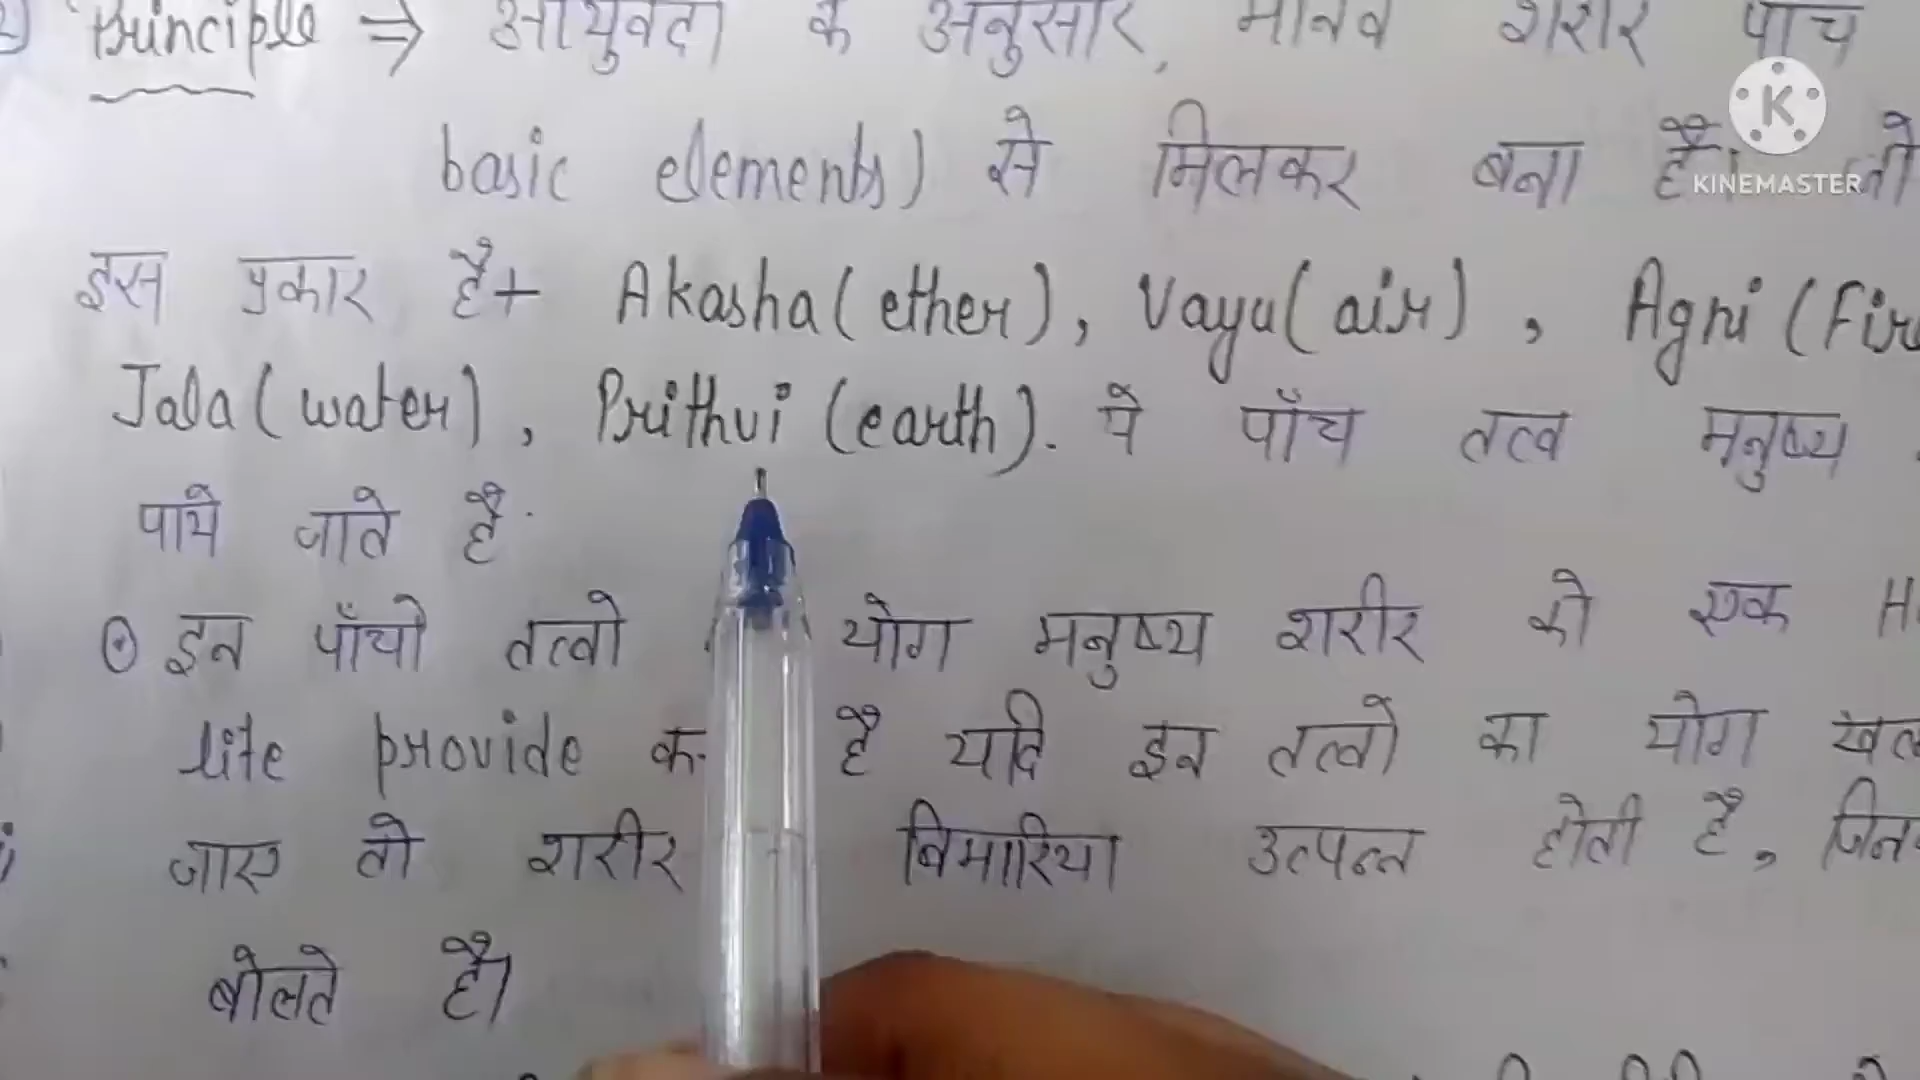 Principle ⇒ आयुर्वेदा के अनुसार, मानव शरीर पाच
basic elements) से मिलकर बना है। जो
इस प्रकार है+ Akasha (ether), Vayu (air), Agni (Fire
Jala (water), Prithvi (earth). ये पाँच तत्व मनुष्य
पाये जाते है.
⊙ इन पाँचो तत्वो योग मनुष्य शरीर को एक
life provide है यदि इन तत्वो का योग
जाए तो शरीर बिमारिया उत्पन्न होती है,
बोलते है।
KINEMASTER